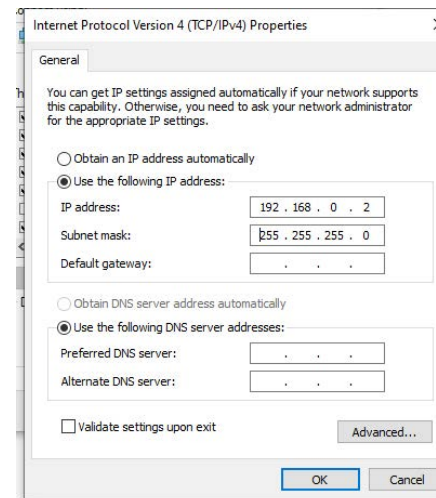 Internet Protocol Version 4 (TCP/IPv4) Properties
General
You can get IP settings assigned automatically if your network supports
this capability. Otherwise, you need to ask your network administrator
for the appropriate IP settings.
Obtain an IP address automatically
Use the following IP address:
IP address: 192 . 168 . 0 . 2
Subnet mask: 255 . 255 . 255 . 0
Default gateway: . . .
Obtain DNS server address automatically
Use the following DNS server addresses:
Preferred DNS server: . . .
Alternate DNS server: . . .
Validate settings upon exit
Advanced...
OK Cancel